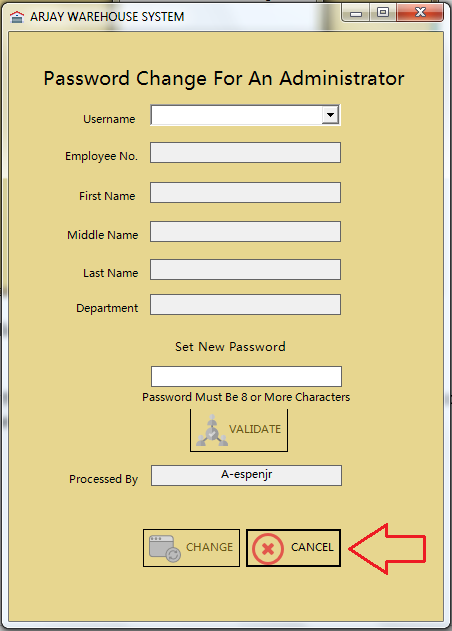 ARJAY WAREHOUSE SYSTEM
Password Change For An Administrator
Username
Employee No.
First Name
Middle Name
Last Name
Department
Set New Password
Password Must Be 8 or More Characters
VALIDATE
Processed By A-espenjr
CHANGE CANCEL